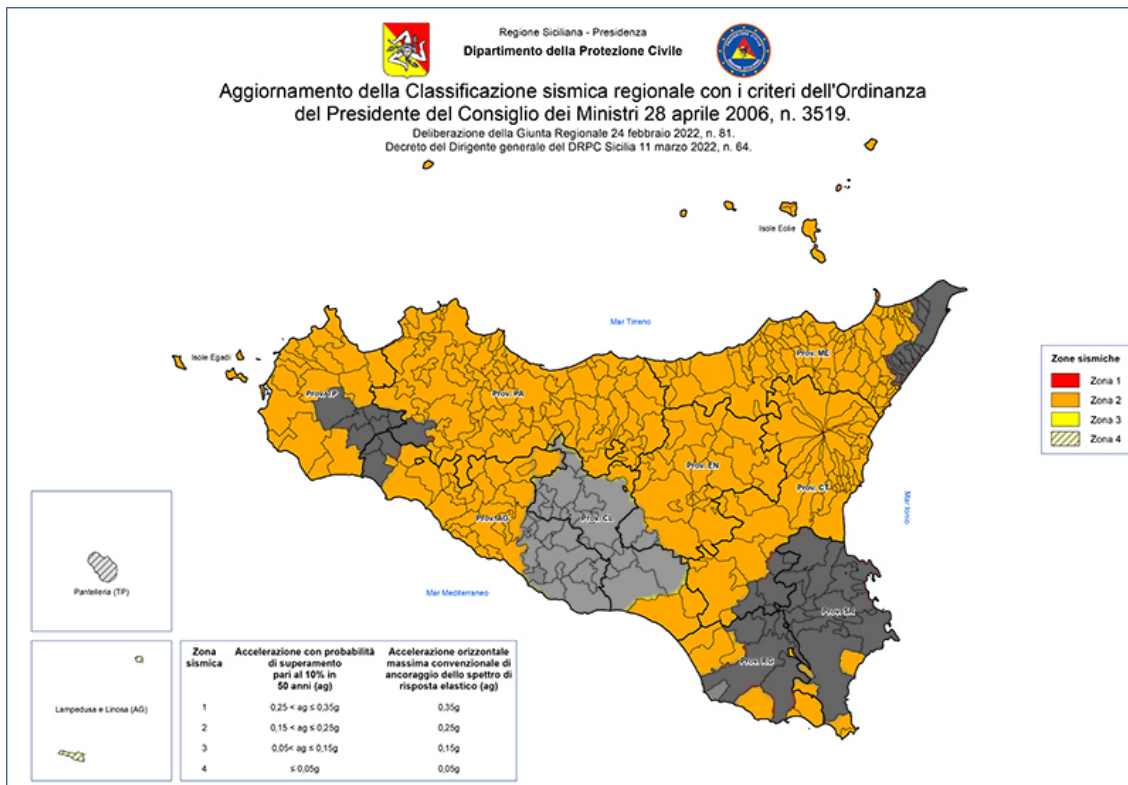 Regione Siciliana - Presidenza
Dipartimento della Protezione Civile
Aggiornamento della Classificazione sismica regionale con i criteri dell'Ordinanza
del Presidente del Consiglio dei Ministri 28 aprile 2006, n. 3519.
Deliberazione della Giunta Regionale 24 febbraio 2022, n. 81.
Decreto del Dirigente generale del DRPC Sicilia 11 marzo 2022, n. 64.
Isole Eolie
Mar Tirreno
Isole Egadi
Prov. ME
Prov. TP
Prov. PA
Prov. EN
Prov. CT
Prov. AG
Prov. CL
Mar Ionio
Mar Mediterraneo
Prov. SR
Prov. RG
Zone sismiche
Zona 1
Zona 2
Zona 3
Zona 4
Pantelleria (TP)
Lampedusa e Linosa (AG)
Zona sismica
Accelerazione con probabilità di superamento pari al 10% in 50 anni (ag)
Accelerazione orizzontale massima convenzionale di ancoraggio dello spettro di risposta elastico (ag)
1 0,25 < ag ≤ 0,35g 0,35g
2 0,15 < ag ≤ 0,25g 0,25g
3 0,05< ag ≤ 0,15g 0,15g
4 ≤ 0,05g 0,05g